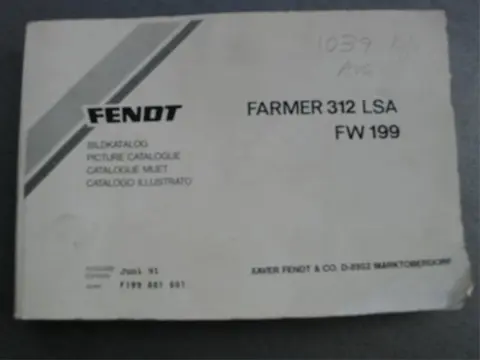 1039
FENDT
FARMER 312 LSA
FW 199
BILDKATALOG
PICTURE CATALOGUE
CATALOGUE MUET
CATALOGO ILLUSTRATO
Juni 91
F199 001 601
XAVER FENDT & CO. D-8952 MARKTOBERDORF